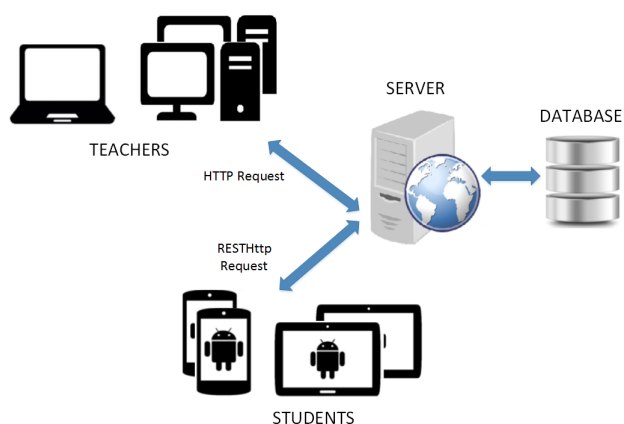 SERVER
DATABASE
TEACHERS
HTTP Request
RESTHttp
Request
STUDENTS